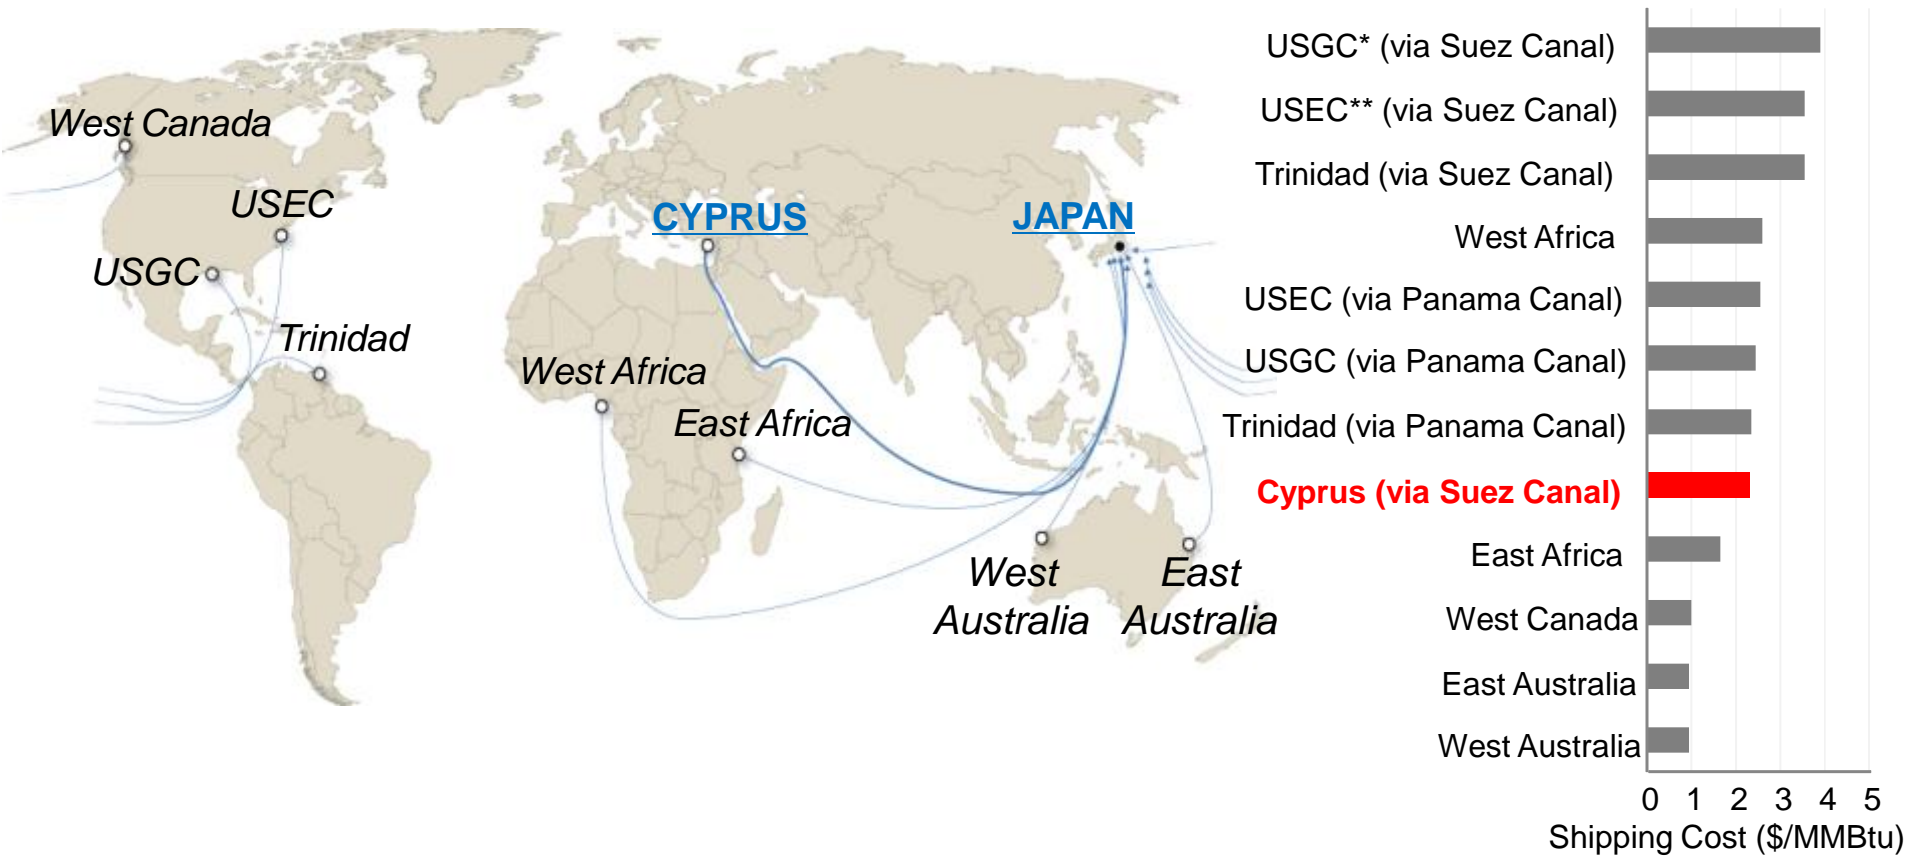 West Canada
USEC
USGC
Trinidad
CYPRUS
JAPAN
West Africa
East Africa
West
Australia
East
Australia
USGC* (via Suez Canal)
USEC** (via Suez Canal)
Trinidad (via Suez Canal)
West Africa
USEC (via Panama Canal)
USGC (via Panama Canal)
Trinidad (via Panama Canal)
Cyprus (via Suez Canal)
East Africa
West Canada
East Australia
West Australia
0 1 2 3 4 5
Shipping Cost ($/MMBtu)